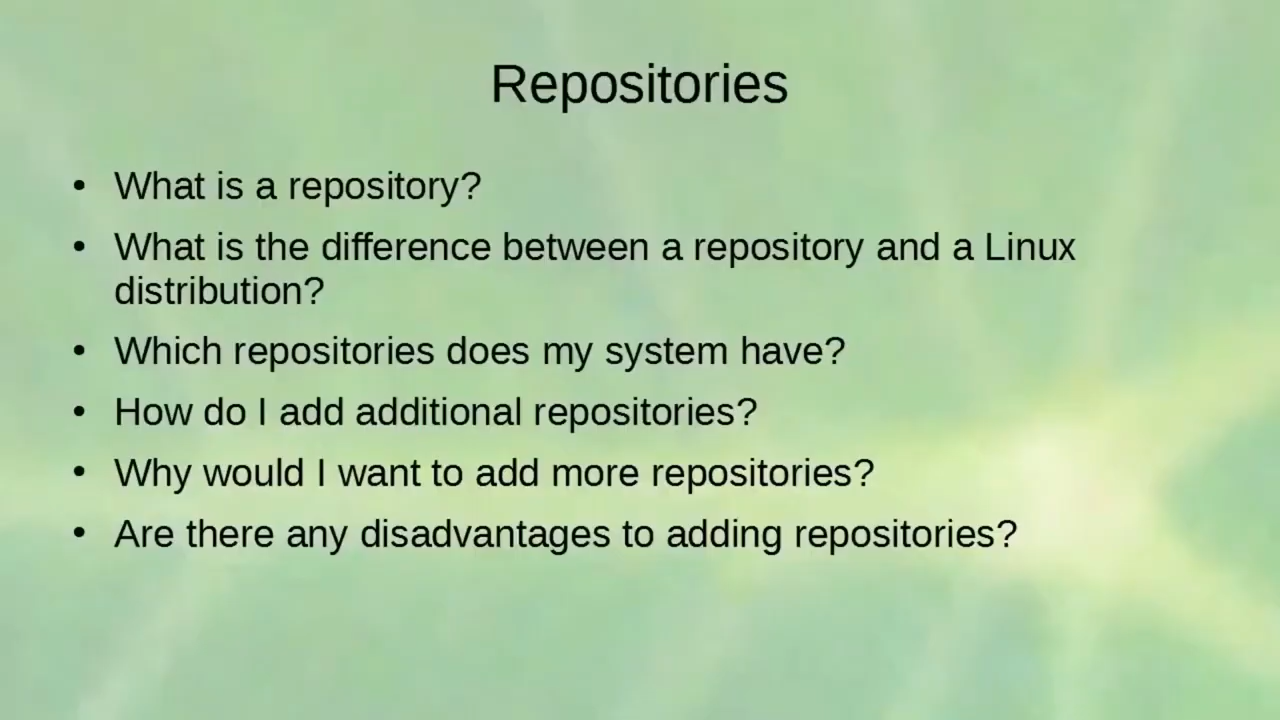 Repositories
• What is a repository?
• What is the difference between a repository and a Linux
distribution?
• Which repositories does my system have?
• How do I add additional repositories?
• Why would I want to add more repositories?
• Are there any disadvantages to adding repositories?